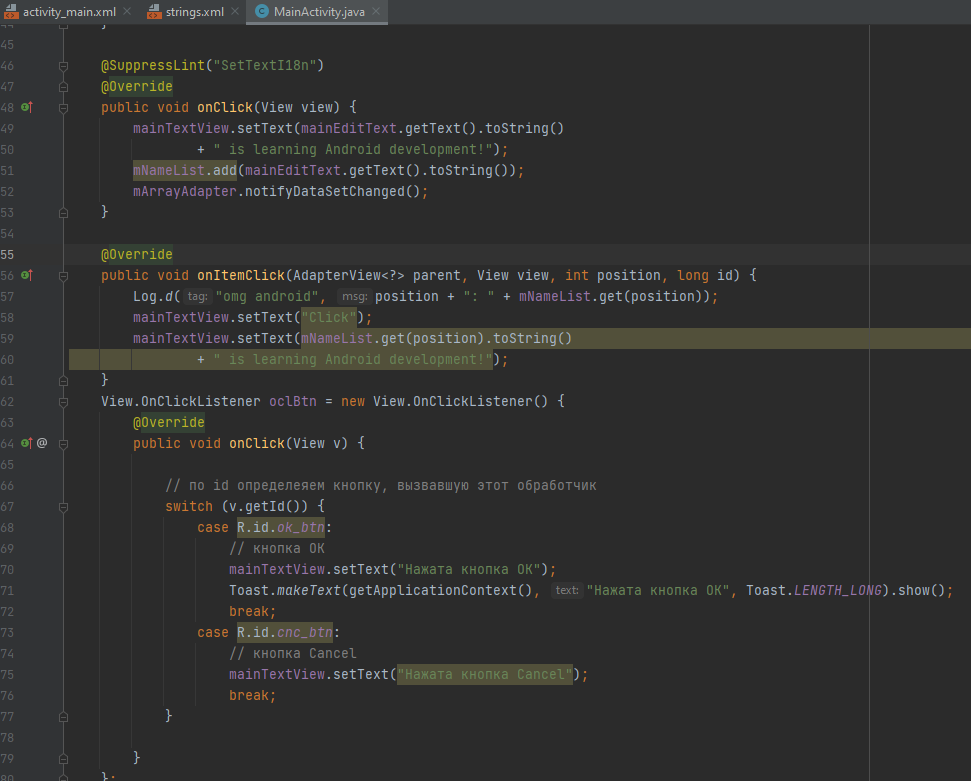 activity_main.xml strings.xml MainActivity.java
45
46 @SuppressLint("SetTextI18n")
47 @Override
48 public void onClick(View view) {
49 mainTextView.setText(mainEditText.getText().toString()
50 + " is learning Android development!");
51 mNameList.add(mainEditText.getText().toString());
52 mArrayAdapter.notifyDataSetChanged();
53 }
54
55 @Override
56 public void onItemClick(AdapterView<?> parent, View view, int position, long id) {
57 Log.d( tag: "omg android", msg: position + ": " + mNameList.get(position));
58 mainTextView.setText("Click");
59 mainTextView.setText(mNameList.get(position).toString()
60 + " is learning Android development!");
61 }
62 View.OnClickListener oclBtn = new View.OnClickListener() {
63 @Override
64 @ public void onClick(View v) {
65
66 // по id определеяем кнопку, вызвавшую этот обработчик
67 switch (v.getId()) {
68 case R.id.ok_btn:
69 // кнопка ОК
70 mainTextView.setText("Нажата кнопка ОК");
71 Toast.makeText(getApplicationContext(), text: "Нажата кнопка ОК", Toast.LENGTH_LONG).show();
72 break;
73 case R.id.cnc_btn:
74 // кнопка Cancel
75 mainTextView.setText("Нажата кнопка Cancel");
76 break;
77 }
78
79 }
80 };